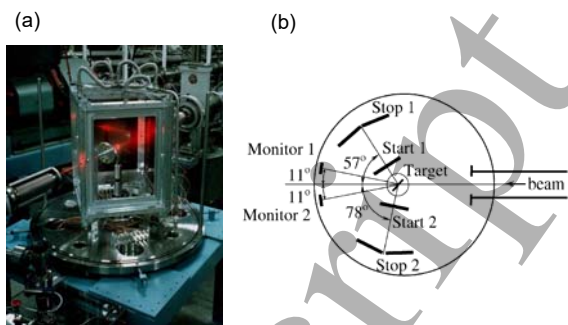 (a)
(b)
Stop 1
Monitor 1
Start 1
57°
11°
Target
beam
11°
78°
Monitor 2
Start 2
Stop 2